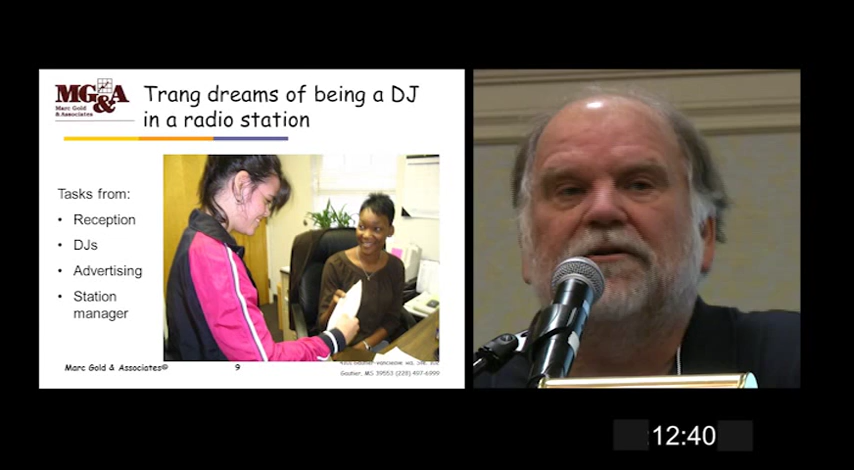 MG&A
Marc Gold
& Associates
Trang dreams of being a DJ
in a radio station
Tasks from:
• Reception
• DJs
• Advertising
• Station
manager
Marc Gold & Associates©
9
Gautier, MS 39553 (228) 497-6999
12:40